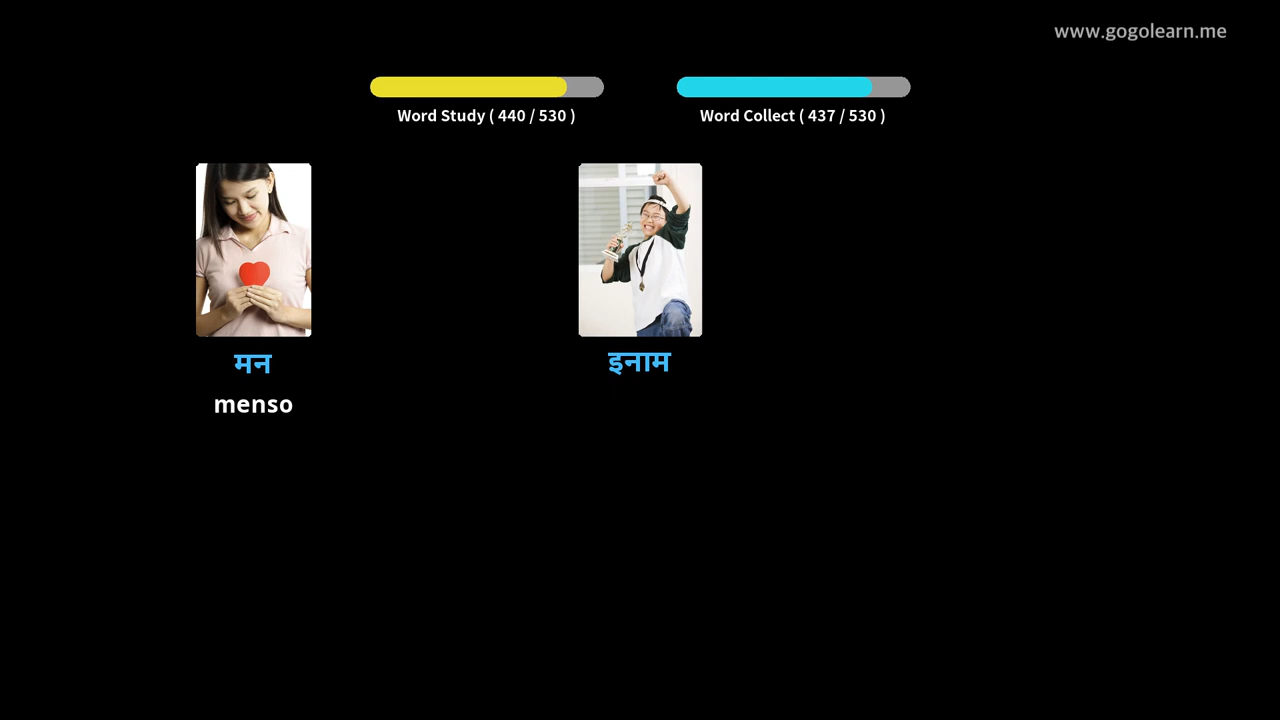 www.gogolearn.me
Word Study ( 440 / 530 )
Word Collect ( 437 / 530 )
मन
menso
इनाम